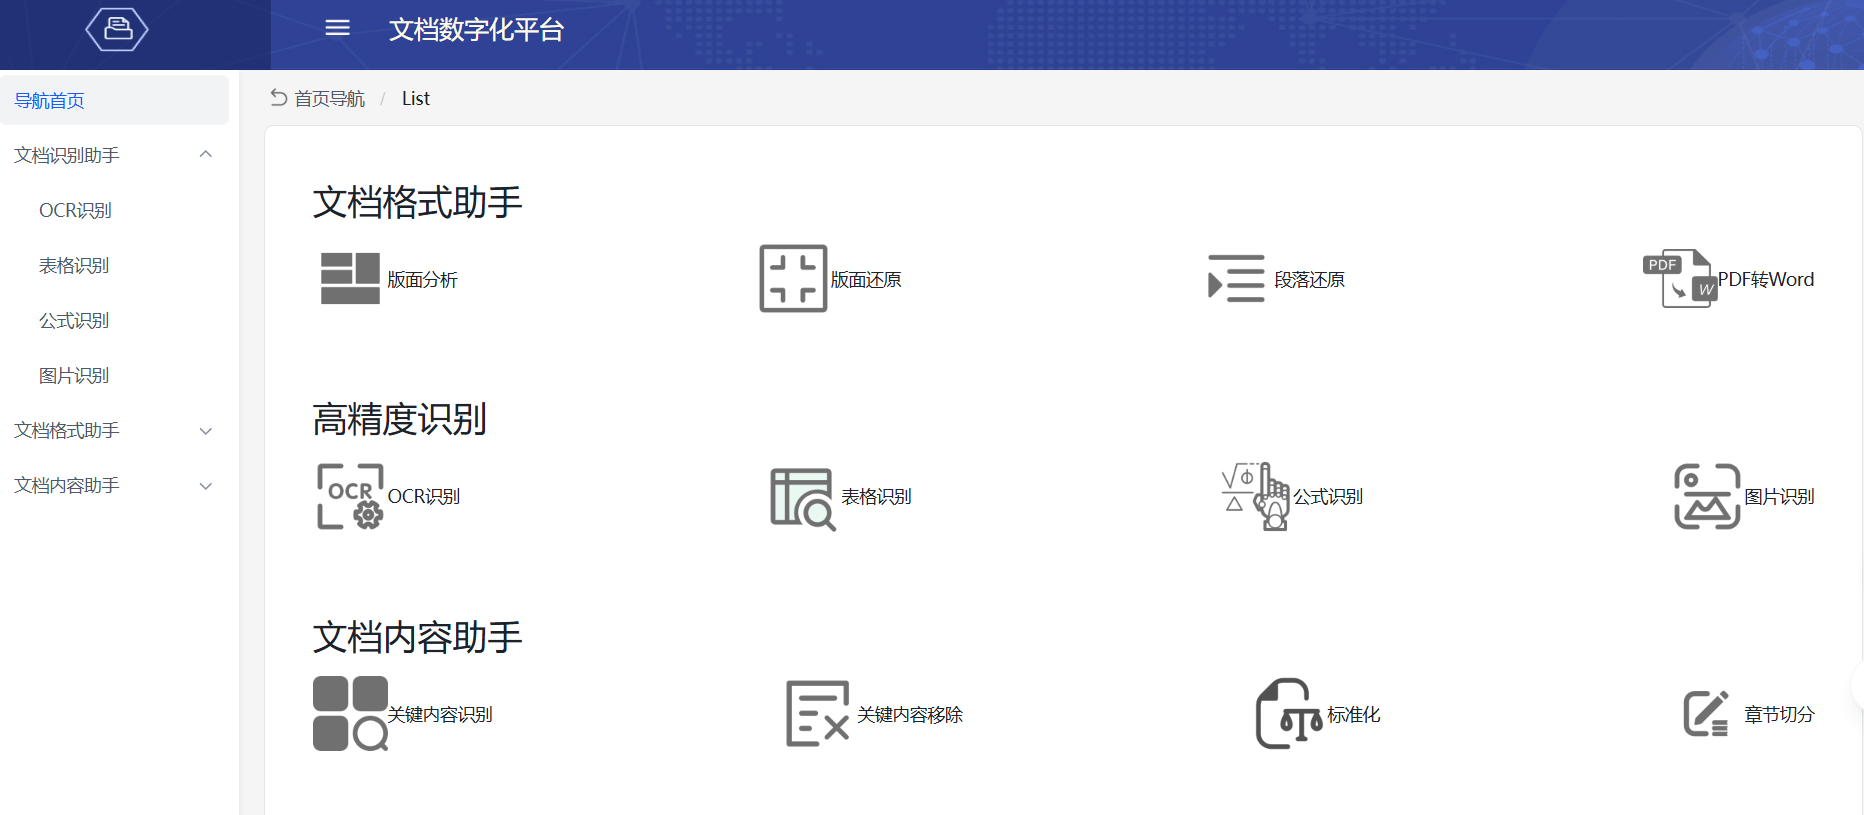 文档数字化平台
导航首页
文档识别助手
OCR识别
表格识别
公式识别
图片识别
文档格式助手
文档内容助手
首页导航 / List
文档格式助手
版面分析
版面还原
段落还原
PDF W PDF转Word
高精度识别
OCR OCR识别
表格识别
√ Φ △ 公式识别
图片识别
文档内容助手
关键内容识别
关键内容移除
标准化
章节切分